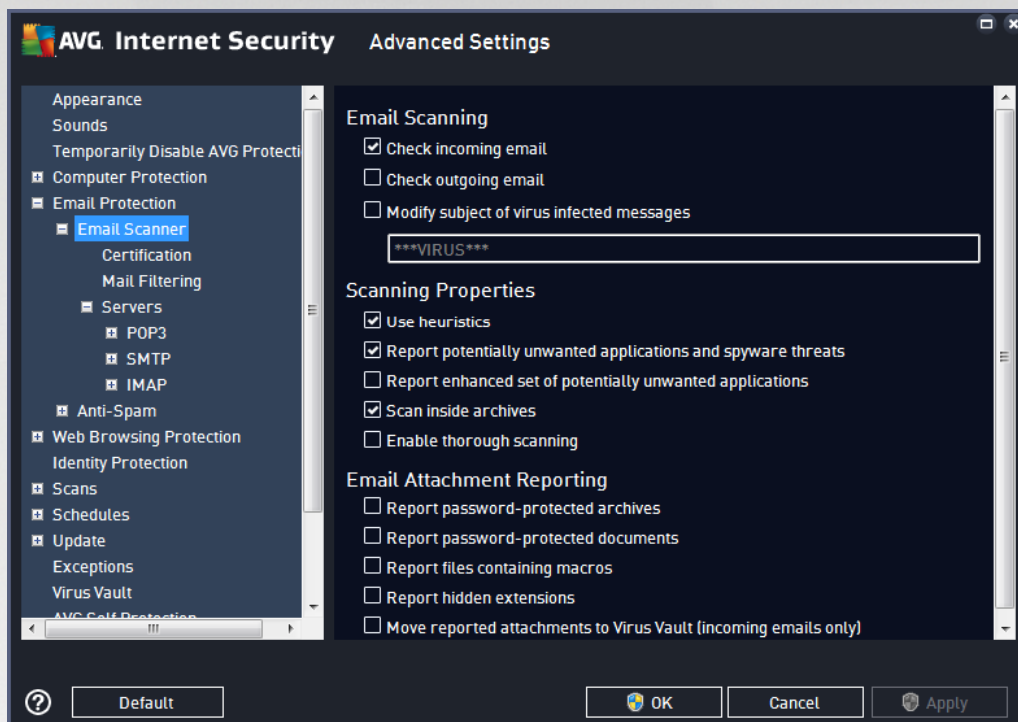 AVG. Internet Security Advanced Settings
Appearance
Sounds
Temporarily Disable AVG Protecti
Computer Protection
Email Protection
Email Scanner
Certification
Mail Filtering
Servers
POP3
SMTP
IMAP
Anti-Spam
Web Browsing Protection
Identity Protection
Scans
Schedules
Update
Exceptions
Virus Vault
AVG Self Protection
Email Scanning
Check incoming email
Check outgoing email
Modify subject of virus infected messages
***VIRUS***
Scanning Properties
Use heuristics
Report potentially unwanted applications and spyware threats
Report enhanced set of potentially unwanted applications
Scan inside archives
Enable thorough scanning
Email Attachment Reporting
Report password-protected archives
Report password-protected documents
Report files containing macros
Report hidden extensions
Move reported attachments to Virus Vault (incoming emails only)
? Default OK Cancel Apply